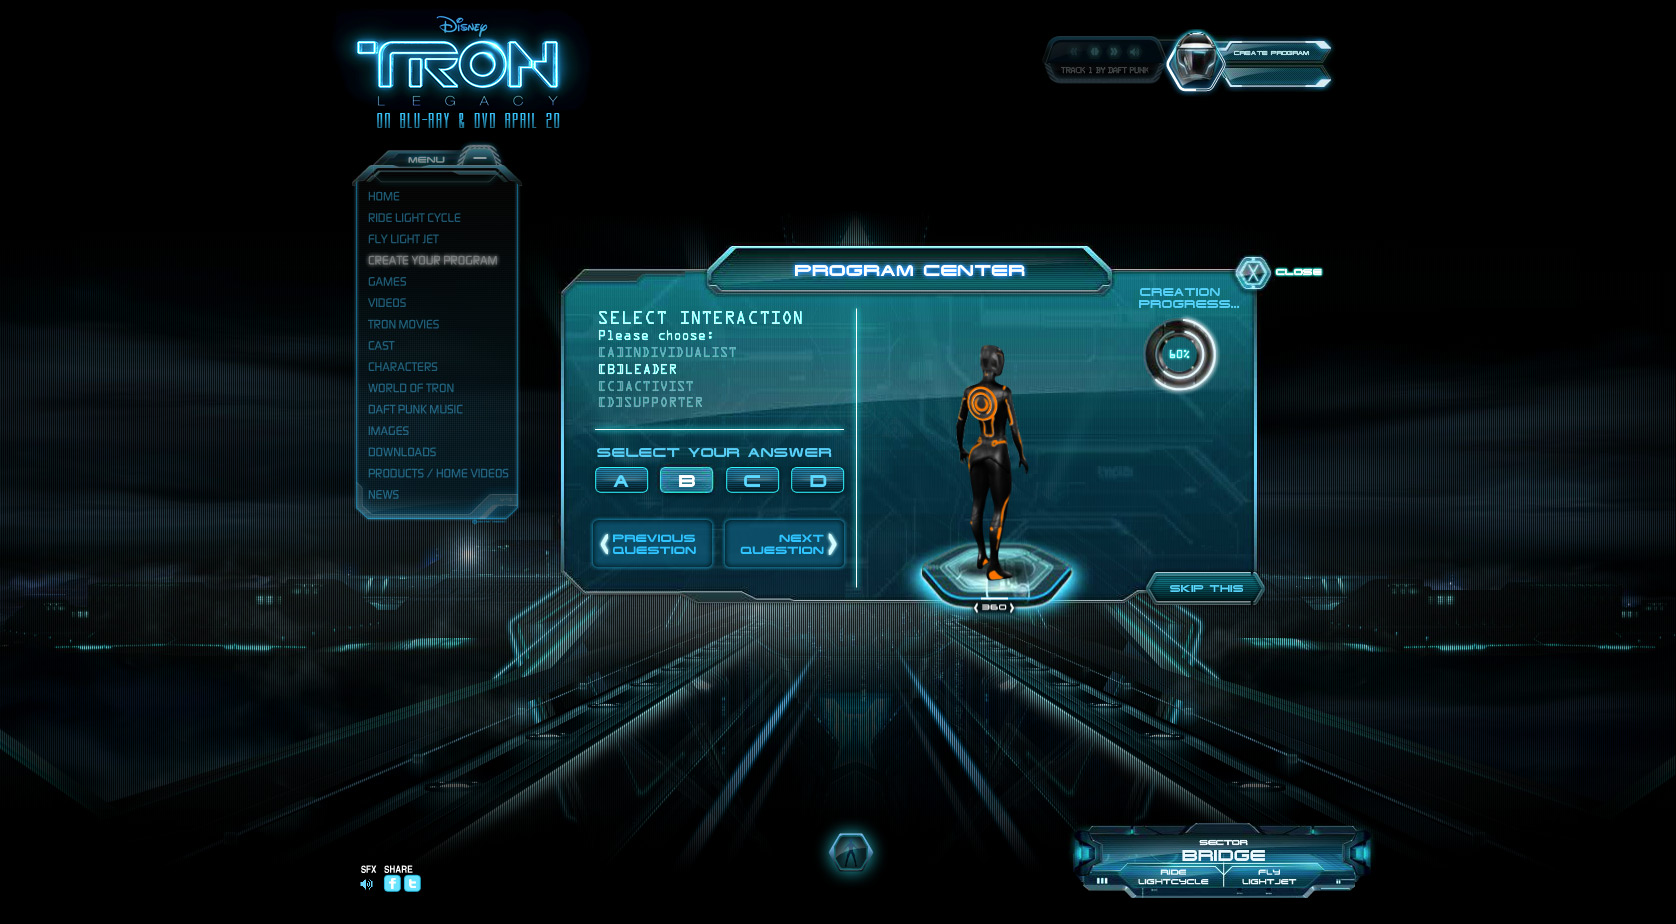 Disney
TRON
LEGACY
ON BLU-RAY & DVD APRIL 20
TRACK 1 BY DAFT PUNK
CREATE PROGRAM
MENU
HOME
RIDE LIGHT CYCLE
FLY LIGHT JET
CREATE YOUR PROGRAM
GAMES
VIDEOS
TRON MOVIES
CAST
CHARACTERS
WORLD OF TRON
DAFT PUNK MUSIC
IMAGES
DOWNLOADS
PRODUCTS / HOME VIDEOS
NEWS
PROGRAM CENTER
CLOSE
SELECT INTERACTION
Please choose:
[A]INDIVIDUALIST
[B]LEADER
[C]ACTIVIST
[D]SUPPORTER
SELECT YOUR ANSWER
A B C D
PREVIOUS
QUESTION
NEXT
QUESTION
CREATION
PROGRESS...
60%
360
SKIP THIS
SFX SHARE
SECTOR
BRIDGE
RIDE
LIGHTCYCLE
FLY
LIGHTJET